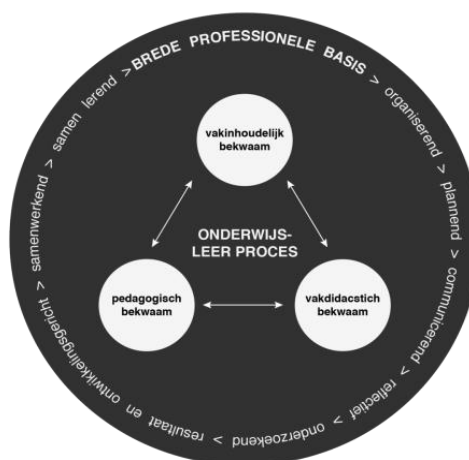 BREDE PROFESSIONELE BASIS > organiserend > plannend > communicerend > reflectief > onderzoekend > resultaat en ontwikkelingsgericht > samenwerkend > samen lerend >
vakinhoudelijk
bekwaam
ONDERWIJS-
LEER PROCES
pedagogisch
bekwaam
vakdidacstich
bekwaam